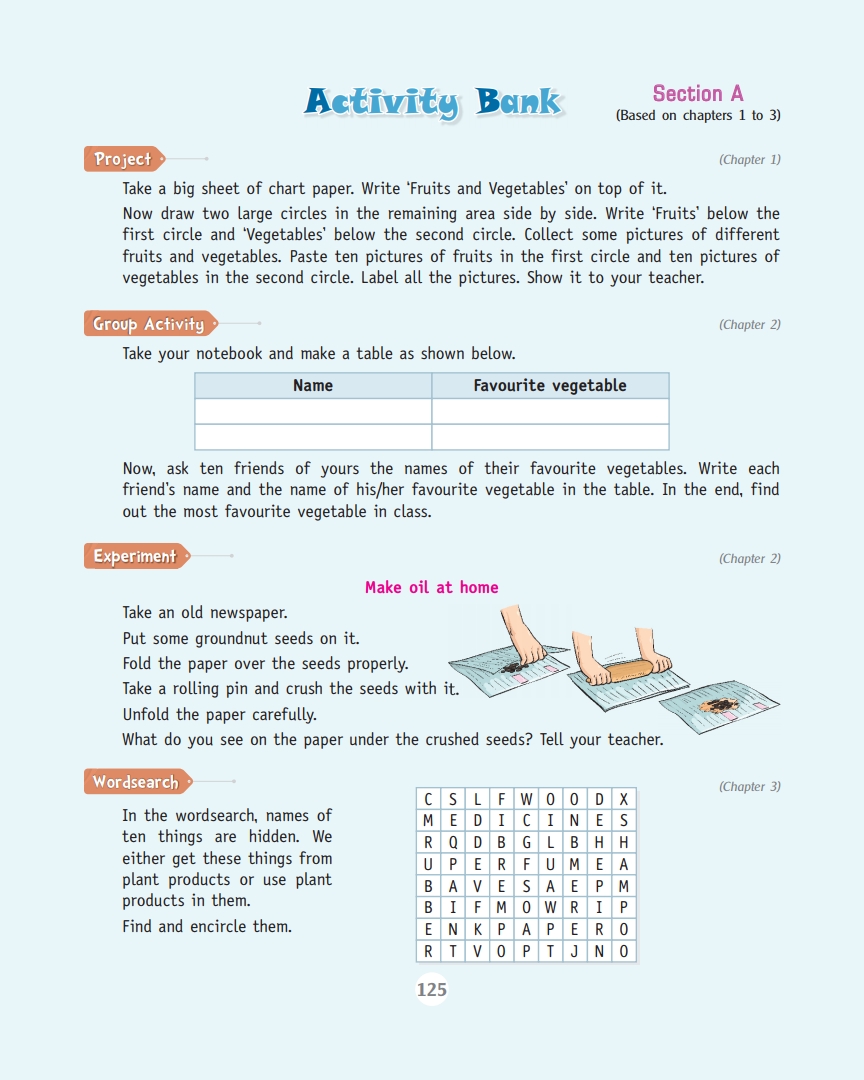 Activity Bank
Section A
(Based on chapters 1 to 3)
Project
(Chapter 1)
Take a big sheet of chart paper. Write ‘Fruits and Vegetables’ on top of it.
Now draw two large circles in the remaining area side by side. Write ‘Fruits’ below the
first circle and ‘Vegetables’ below the second circle. Collect some pictures of different
fruits and vegetables. Paste ten pictures of fruits in the first circle and ten pictures of
vegetables in the second circle. Label all the pictures. Show it to your teacher.
Group Activity
(Chapter 2)
Take your notebook and make a table as shown below.
Name Favourite vegetable
Now, ask ten friends of yours the names of their favourite vegetables. Write each
friend’s name and the name of his/her favourite vegetable in the table. In the end, find
out the most favourite vegetable in class.
Experiment
(Chapter 2)
Make oil at home
Take an old newspaper.
Put some groundnut seeds on it.
Fold the paper over the seeds properly.
Take a rolling pin and crush the seeds with it.
Unfold the paper carefully.
What do you see on the paper under the crushed seeds? Tell your teacher.
Wordsearch
(Chapter 3)
In the wordsearch, names of
ten things are hidden. We
either get these things from
plant products or use plant
products in them.
Find and encircle them.
C S L F W O O D X
M E D I C I N E S
R Q D B G L B H H
U P E R F U M E A
B A V E S A E P M
B I F M O W R I P
E N K P A P E R O
R T V O P T J N O
125